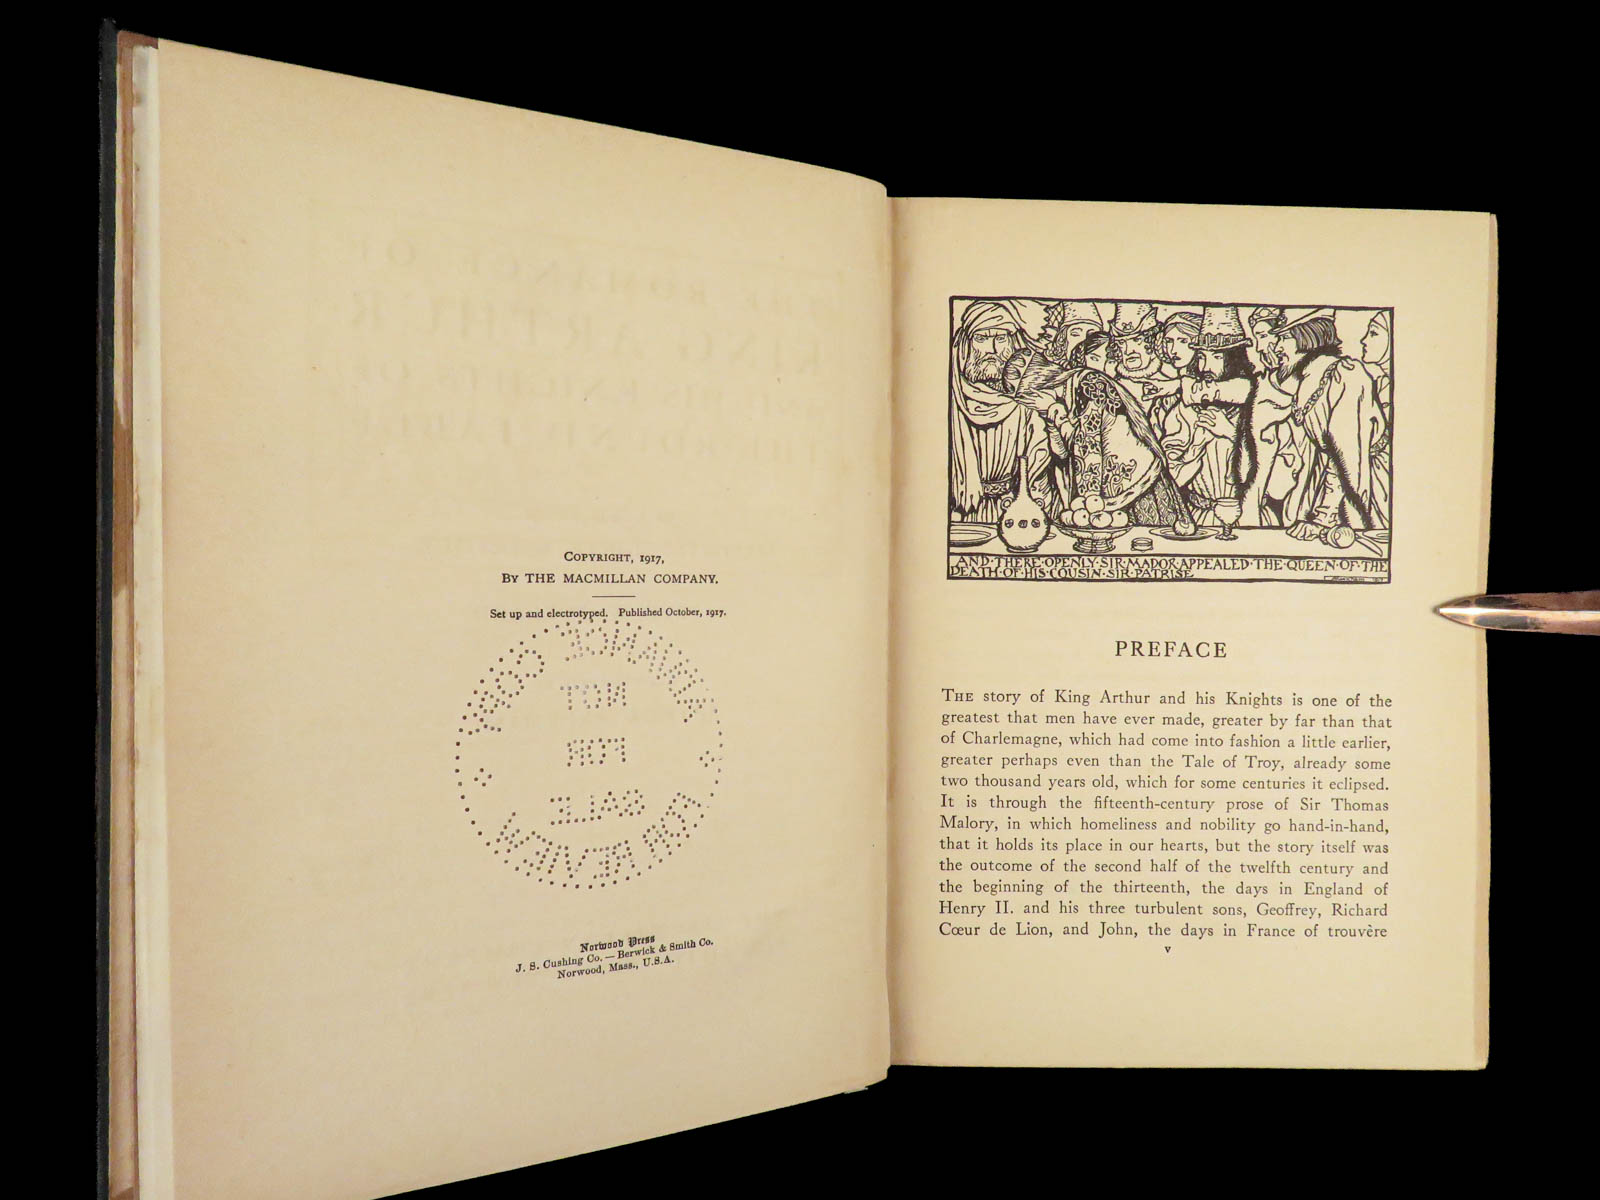 COPYRIGHT, 1917,
BY THE MACMILLAN COMPANY.
Set up and electrotyped. Published October, 1917.
ADVANCE COPY
NOT
FOR
SALE
FOR REVIEW
Norwood Press
J. S. Cushing Co. — Berwick & Smith Co.
Norwood, Mass., U.S.A.
AND·THERE·OPENLY·SIR·MADOR·APPEALED·THE·QUEEN·OF·THE
DEATH·OF·HIS·COUSIN·SIR·PATRISE
PREFACE
THE story of King Arthur and his Knights is one of the
greatest that men have ever made, greater by far than that
of Charlemagne, which had come into fashion a little earlier,
greater perhaps even than the Tale of Troy, already some
two thousand years old, which for some centuries it eclipsed.
It is through the fifteenth-century prose of Sir Thomas
Malory, in which homeliness and nobility go hand-in-hand,
that it holds its place in our hearts, but the story itself was
the outcome of the second half of the twelfth century and
the beginning of the thirteenth, the days in England of
Henry II. and his three turbulent sons, Geoffrey, Richard
Cœur de Lion, and John, the days in France of trouvère
v